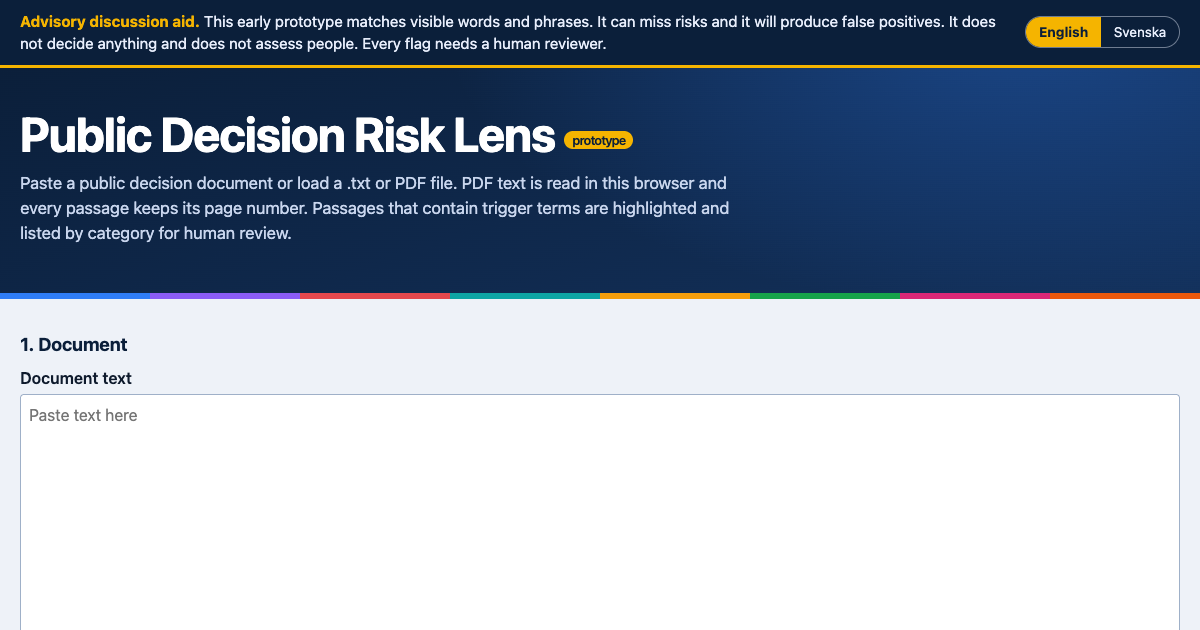 Advisory discussion aid. This early prototype matches visible words and phrases. It can miss risks and it will produce false positives. It does
not decide anything and does not assess people. Every flag needs a human reviewer.
English
Svenska
Public Decision Risk Lens
prototype
Paste a public decision document or load a .txt or PDF file. PDF text is read in this browser and
every passage keeps its page number. Passages that contain trigger terms are highlighted and
listed by category for human review.
1. Document
Document text
Paste text here